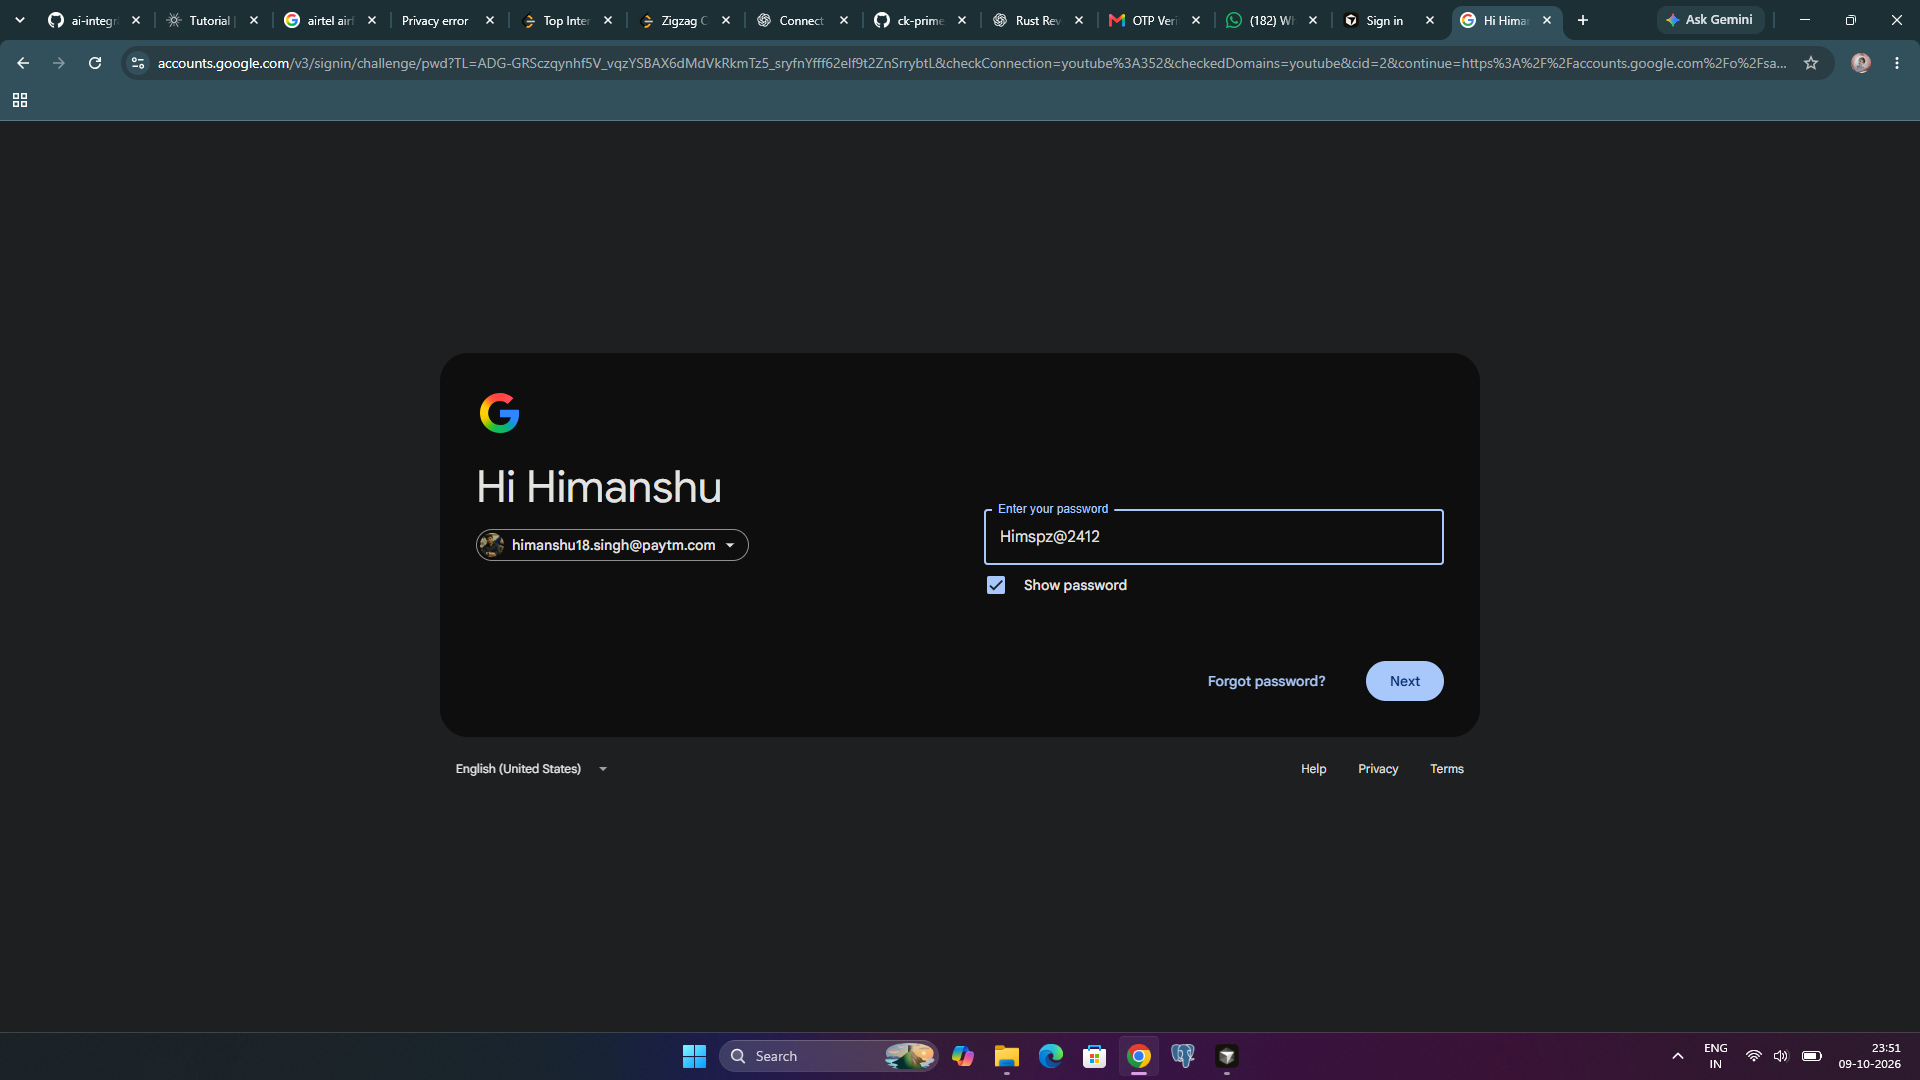 ai-integr
Tutorial
airtel airf
Privacy error
Top Inter
Zigzag C
Connect
ck-prime
Rust Rev
OTP Veri
(182) Wh
Sign in
Hi Himan
Ask Gemini
accounts.google.com/v3/signin/challenge/pwd?TL=ADG-GRSczqynhf5V_vqzYSBAX6dMdVkRkmTz5_sryfnYfff62elf9t2ZnSrrybtL&checkConnection=youtube%3A352&checkedDomains=youtube&cid=2&continue=https%3A%2F%2Faccounts.google.com%2Fo%2Fsa...
Hi Himanshu
himanshu18.singh@paytm.com
Enter your password
Himspz@2412
Show password
Forgot password?
Next
English (United States)
Help
Privacy
Terms
Search
ENG
IN
23:51
09-10-2026